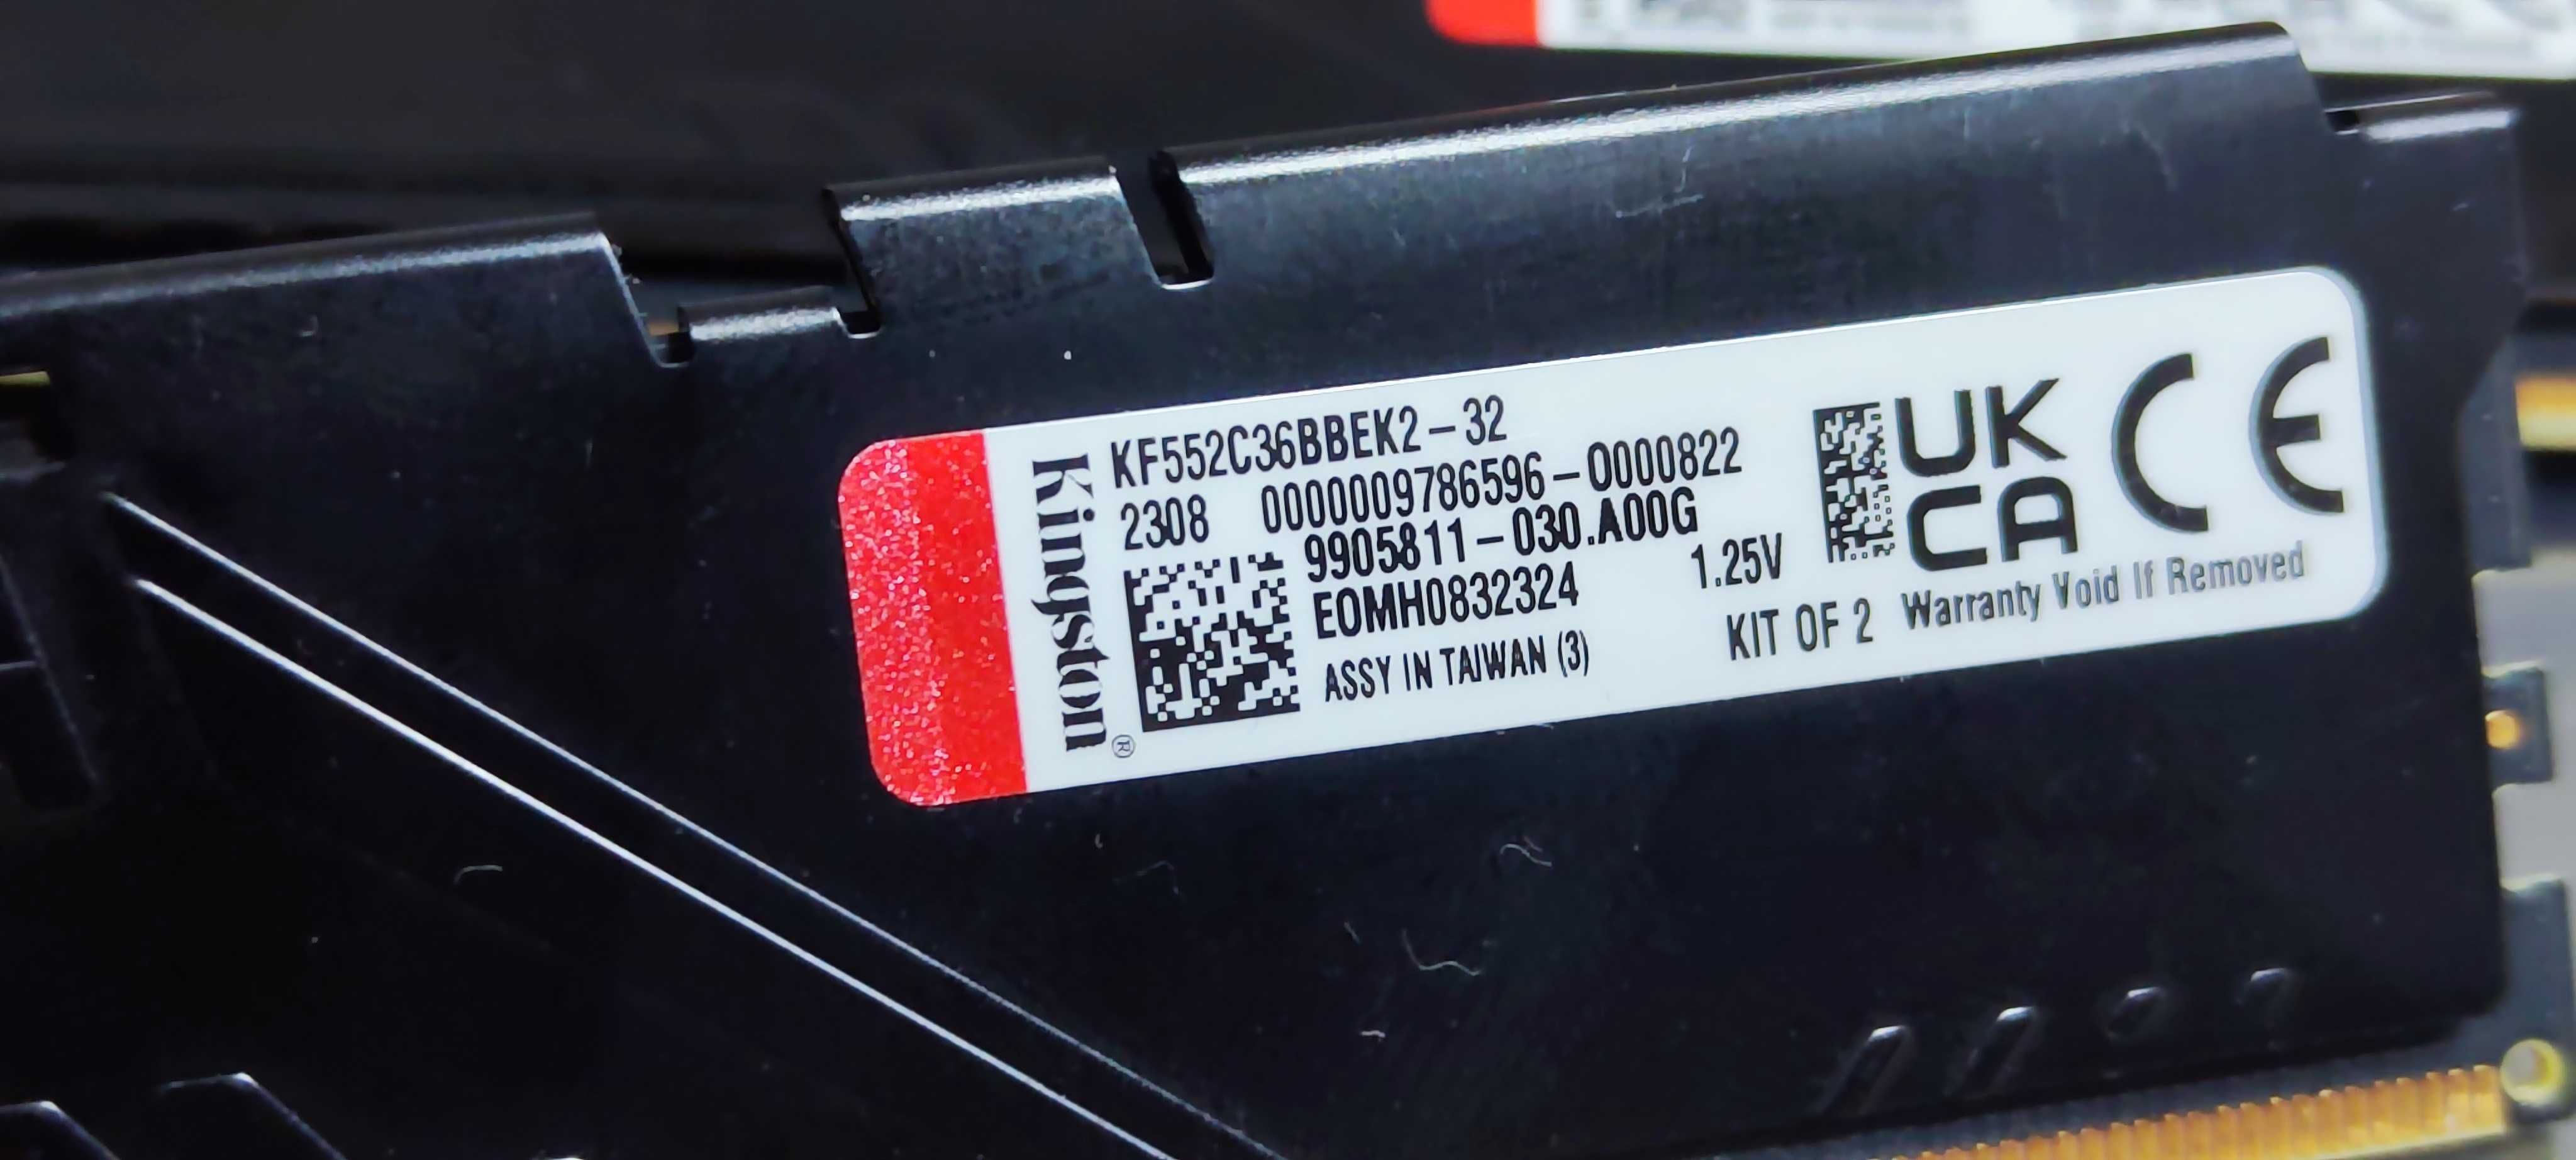 Kingston®
KF552C36BBEK2-32
2308 0000009786596-O000822
9905811-030.A00G
EOMH0832324 1.25V
ASSY IN TAIWAN (3) KIT OF 2
UK
CA
CE
Warranty Void If Removed